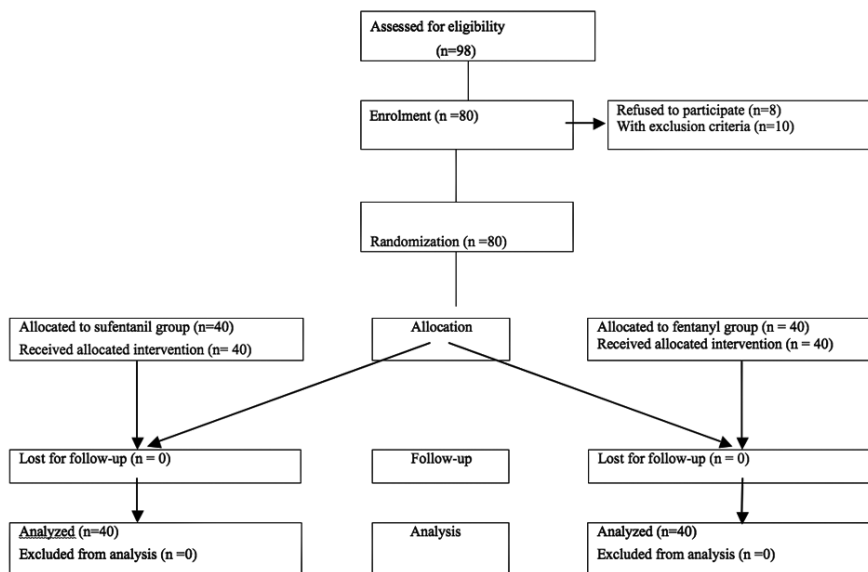 Assessed for eligibility
(n=98)
Enrolment (n =80)
Refused to participate (n=8)
With exclusion criteria (n=10)
Randomization (n =80)
Allocated to sufentanil group (n=40)
Received allocated intervention (n= 40)
Allocation
Allocated to fentanyl group (n = 40)
Received allocated intervention (n = 40)
Lost for follow-up (n = 0)
Follow-up
Lost for follow-up (n = 0)
Analyzed (n=40)
Excluded from analysis (n =0)
Analysis
Analyzed (n=40)
Excluded from analysis (n =0)